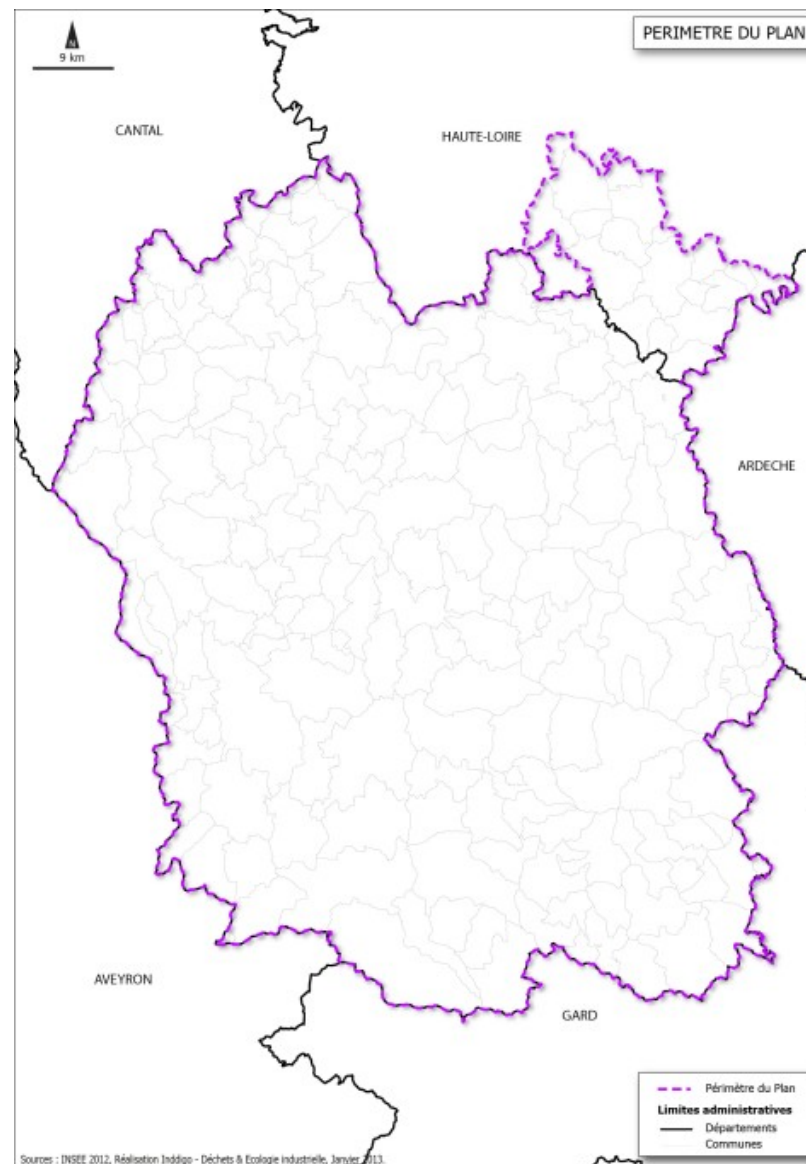 PERIMETRE DU PLAN
N
9 km
CANTAL
HAUTE-LOIRE
ARDECHE
AVEYRON
GARD
Périmètre du Plan
Limites administratives
Départements
Communes
Sources : INSEE 2012, Réalisation Inddigo - Déchets & Ecologie industrielle, Janvier 2013.